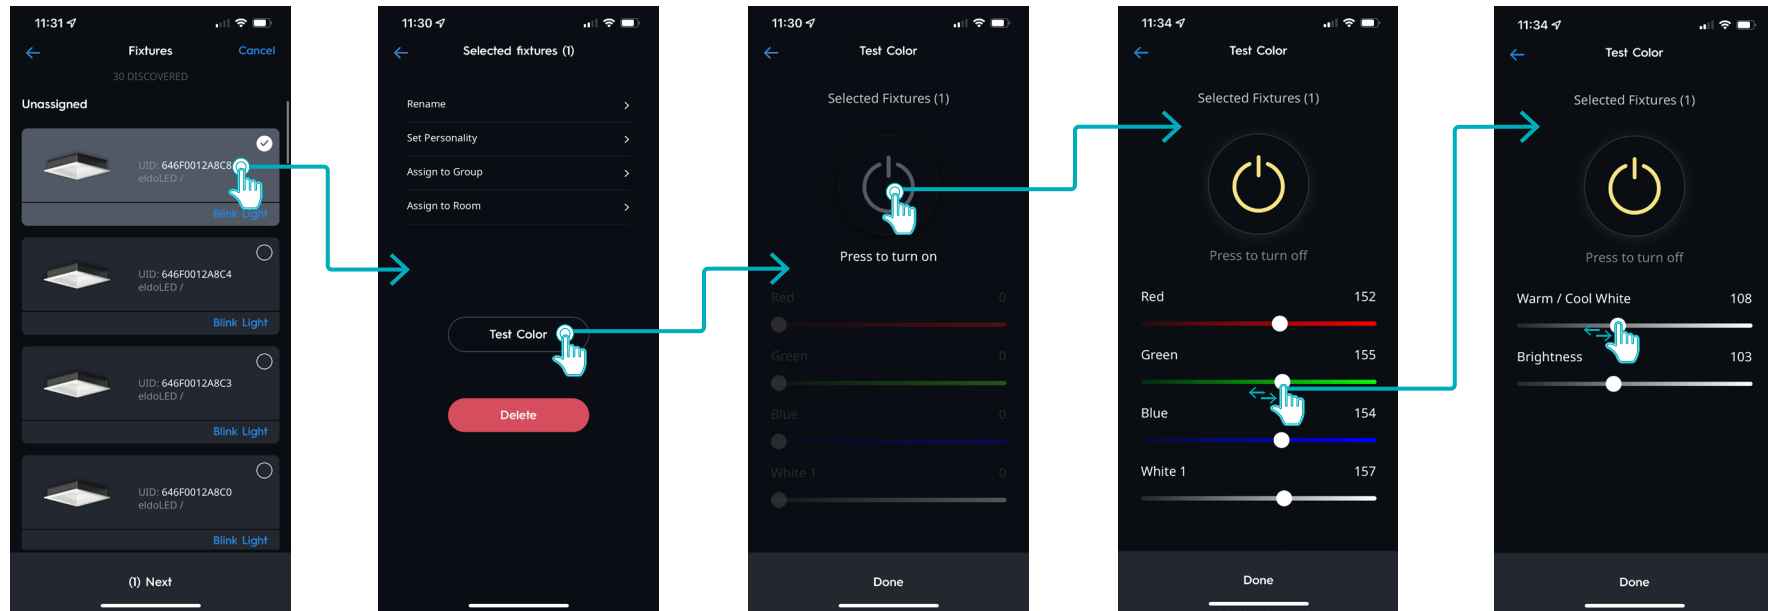 11:31
Fixtures
Cancel
30 DISCOVERED
Unassigned
UID: 646F0012A8C8
eldoLED /
Blink Light
UID: 646F0012A8C4
eldoLED /
Blink Light
UID: 646F0012A8C3
eldoLED /
Blink Light
UID: 646F0012A8C0
eldoLED /
Blink Light
(1) Next
11:30
Selected fixtures (1)
Rename
Set Personality
Assign to Group
Assign to Room
Test Color
Delete
11:30
Test Color
Selected Fixtures (1)
Press to turn on
Red 0
Green 0
Blue 0
White 1 0
Done
11:34
Test Color
Selected Fixtures (1)
Press to turn off
Red 152
Green 155
Blue 154
White 1 157
Done
11:34
Test Color
Selected Fixtures (1)
Press to turn off
Warm / Cool White 108
Brightness 103
Done